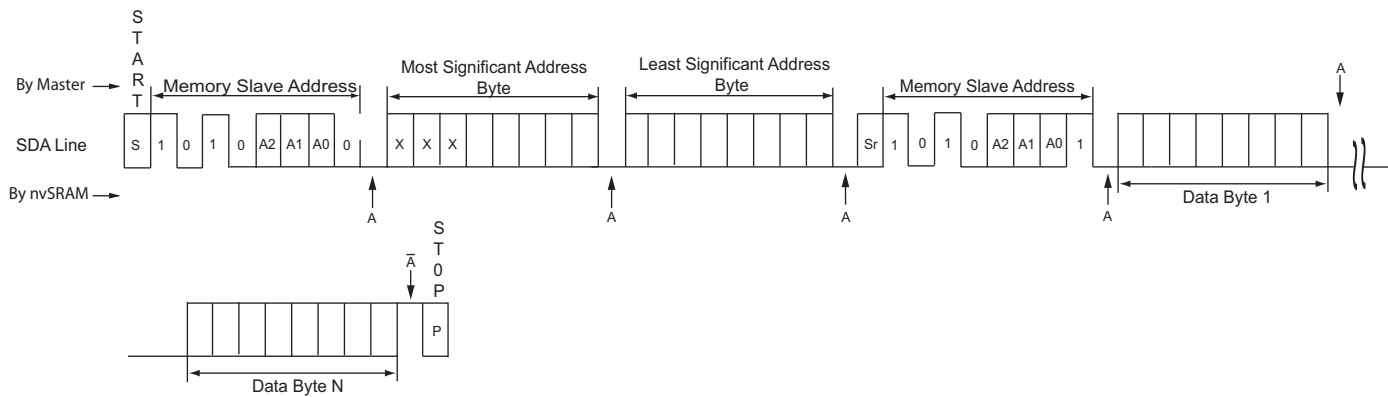 START
Memory Slave Address
Most Significant Address
Byte
Least Significant Address
Byte
Memory Slave Address
A
By Master
SDA Line
S 1 0 1 0 A2 A1 A0 0 X X X Sr 1 0 1 0 A2 A1 A0 1
By nvSRAM
A A A A
Data Byte 1
ST0P
A̅
P
Data Byte N